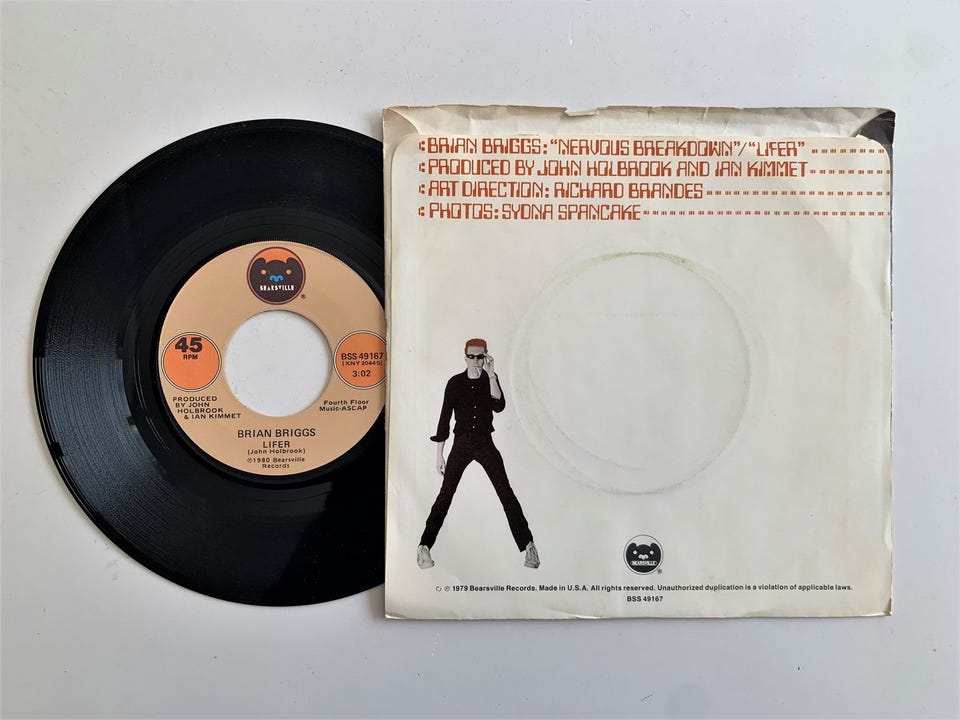 BEARSVILLE
®
45
RPM
BSS 49167
(XNY 2044S)
3:02
PRODUCED
BY JOHN
HOLBROOK
& IAN KIMMET
Fourth Floor
Music-ASCAP
BRIAN BRIGGS
LIFER
(John Holbrook)
℗1980 Bearsville
Records
:BRIAN BRIGGS: "NERVOUS BREAKDOWN"/"LIFER"
:PRODUCED BY JOHN HOLBROOK AND IAN KIMMET
:ART DIRECTION: RICHARD BRANDES
:PHOTOS: SYDNA SPANCAKE
BEARSVILLE
®
© ℗ 1979 Bearsville Records. Made in U.S.A. All rights reserved. Unauthorized duplication is a violation of applicable laws.
BSS 49167